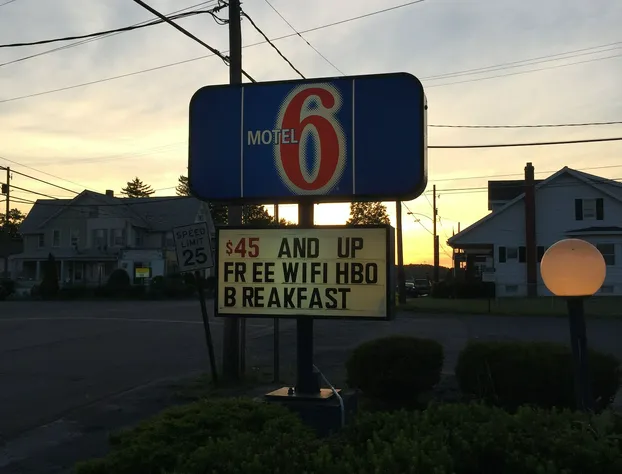 MOTEL 6
SPEED
LIMIT
25
$45 AND UP
FREE WIFI HBO
BREAKFAST